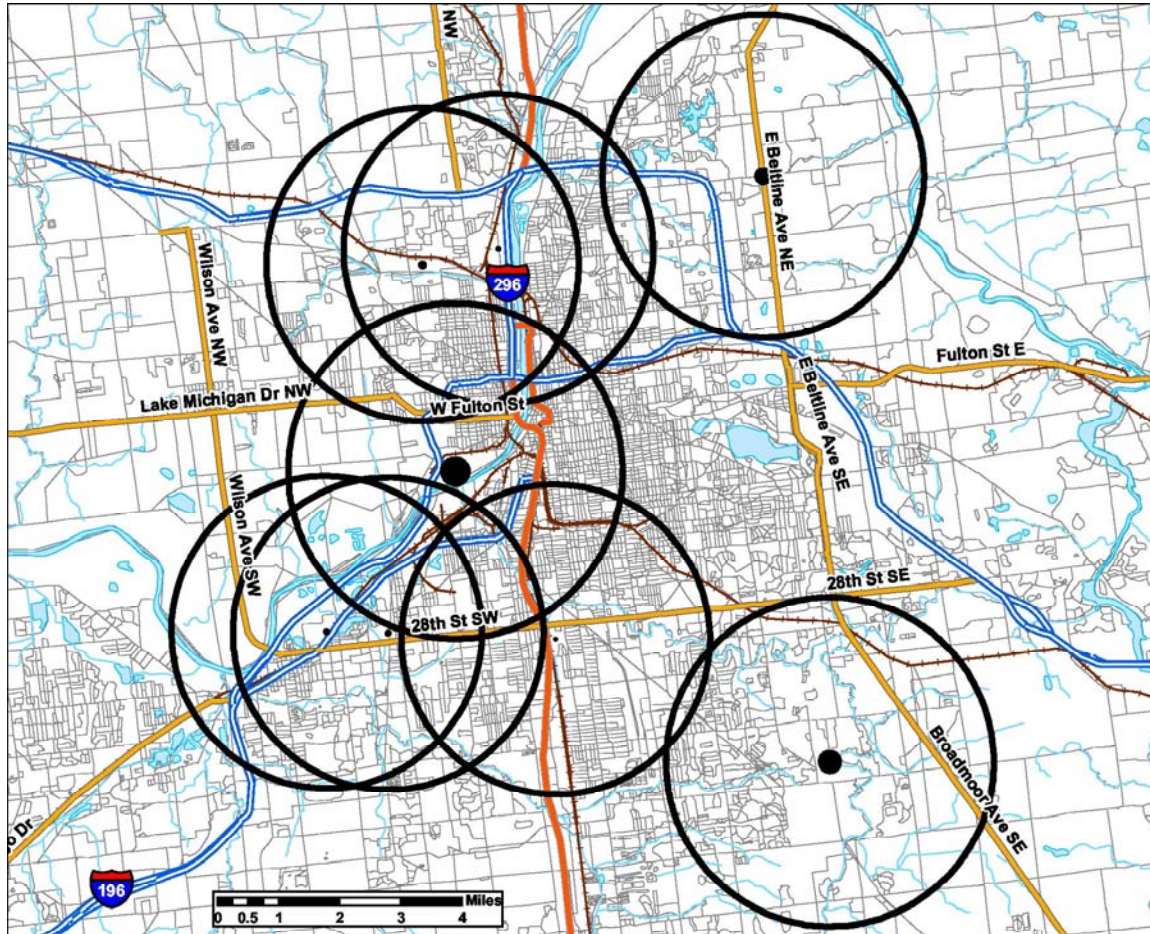 NW
NW
E Beltline Ave NE
Wilson Ave NW
296
Fulton St E
Lake Michigan Dr NW
W Fulton St
E Beltline Ave SE
Wilson Ave SW
28th St SE
28th St SW
Broadmoor Ave SE
Dr
196
Miles
0 0.5 1 2 3 4